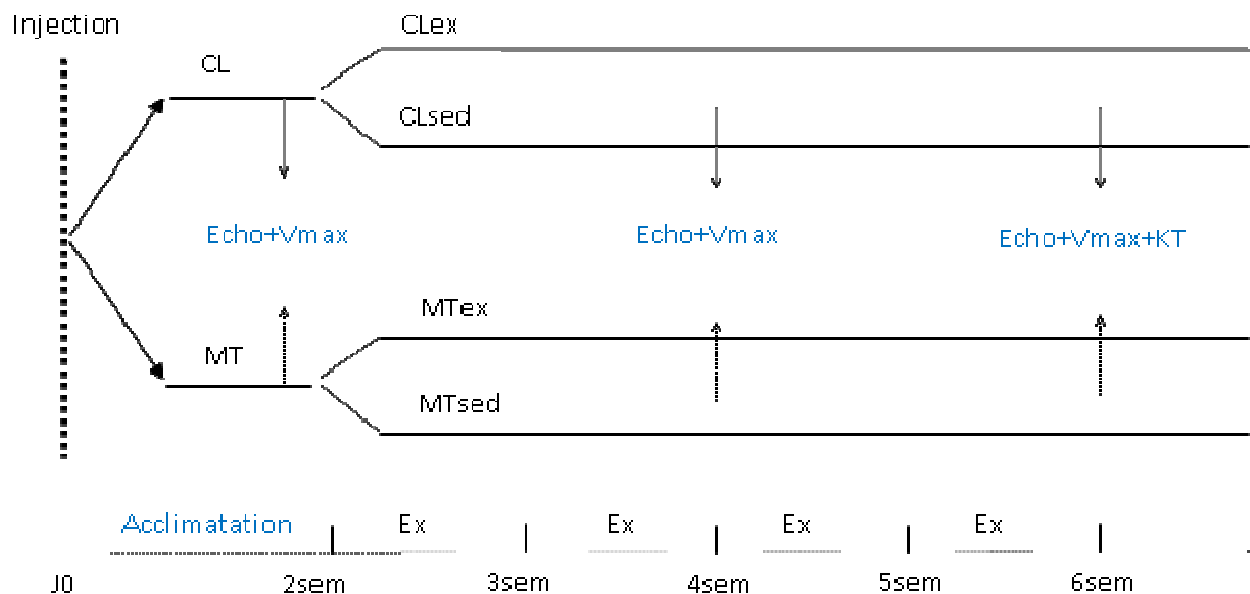 Injection
CLex
CL
CLsed
Echo+Vmax
Echo+Vmax
Echo+Vmax+KT
MTex
MT
MTsed
Acclimatation
Ex
Ex
Ex
Ex
J0
2sem
3sem
4sem
5sem
6sem